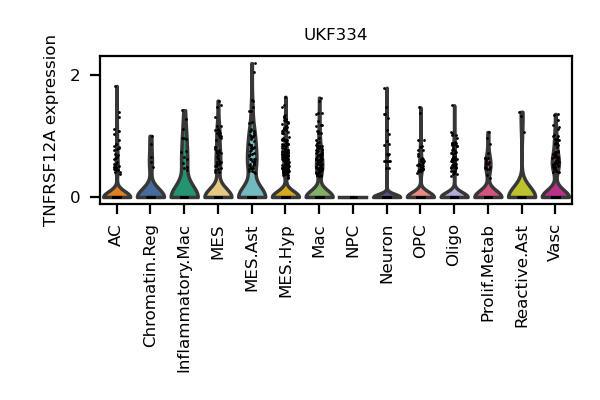 UKF334
TNFRSF12A expression
2
0
AC
Chromatin.Reg
Inflammatory.Mac
MES
MES.Ast
MES.Hyp
Mac
NPC
Neuron
OPC
Oligo
Prolif.Metab
Reactive.Ast
Vasc